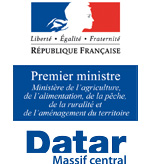 Liberté • Égalité • Fraternité
RÉPUBLIQUE FRANÇAISE
Premier ministre
Ministère de l'agriculture,
de l'alimentation, de la pêche,
de la ruralité et
de l'aménagement du territoire
Datar
Massif central